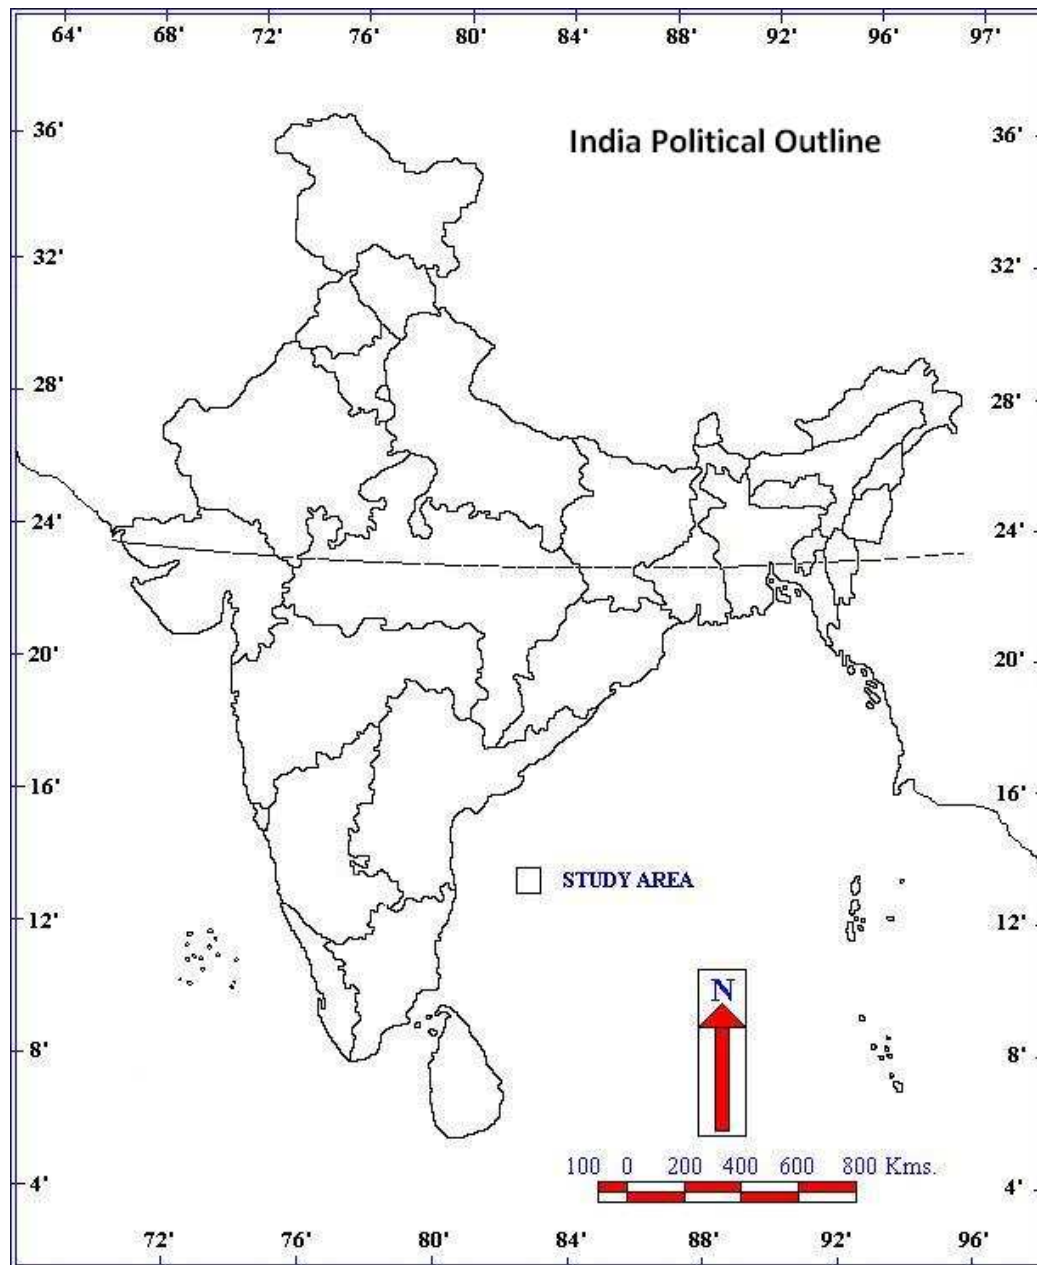 64' 68' 72' 76' 80' 84' 88' 92' 96' 97'
36' 36'
India Political Outline
32' 32'
28' 28'
24' 24'
20' 20'
16' 16'
STUDY AREA
12' 12'
N
8' 8'
100 0 200 400 600 800 Kms.
4' 4'
72' 76' 80' 84' 88' 92' 96'